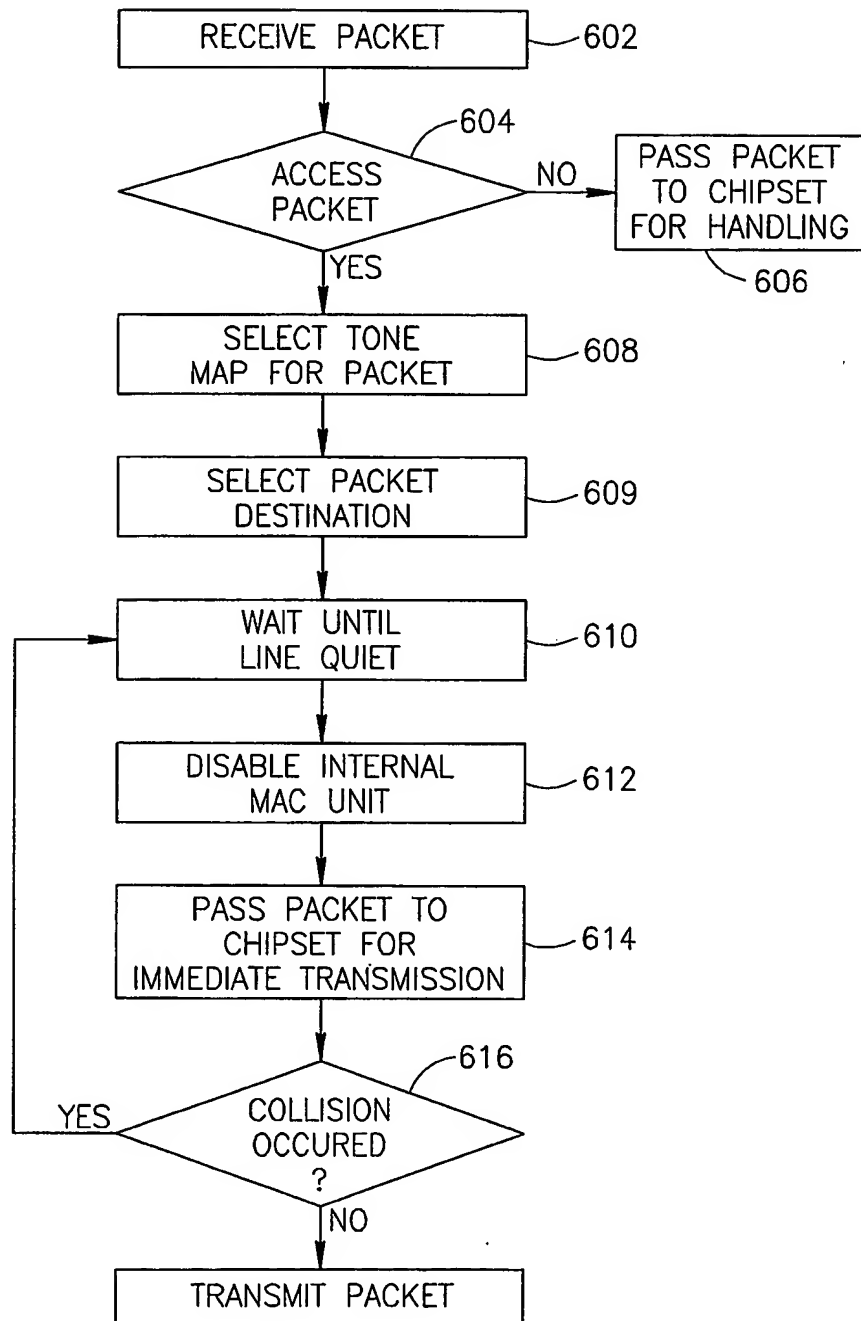 RECEIVE PACKET
602
604
ACCESS
PACKET
NO
PASS PACKET
TO CHIPSET
FOR HANDLING
606
YES
SELECT TONE
MAP FOR PACKET
608
SELECT PACKET
DESTINATION
609
WAIT UNTIL
LINE QUIET
610
DISABLE INTERNAL
MAC UNIT
612
PASS PACKET TO
CHIPSET FOR
IMMEDIATE TRANSMISSION
614
616
YES
COLLISION
OCCURED
?
NO
TRANSMIT PACKET